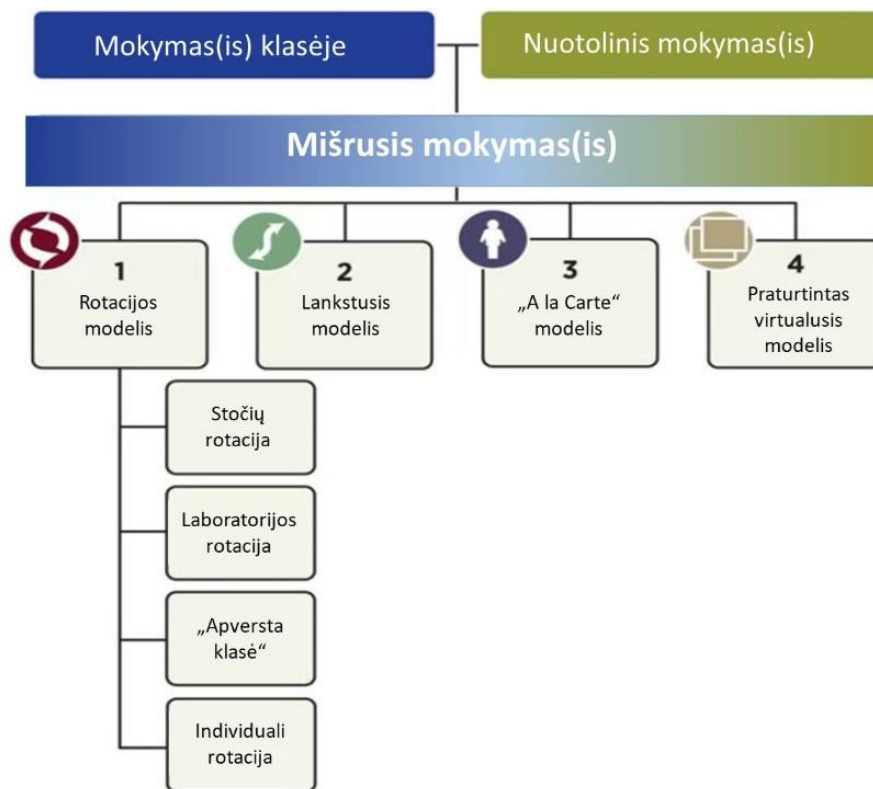 Mokymas(is) klasėje
Nuotolinis mokymas(is)
Mišrusis mokymas(is)
1
Rotacijos
modelis
2
Lankstusis
modelis
3
„A la Carte“
modelis
4
Praturtintas
virtualusis
modelis
Stočių
rotacija
Laboratorijos
rotacija
„Apversta
klasė“
Individuali
rotacija